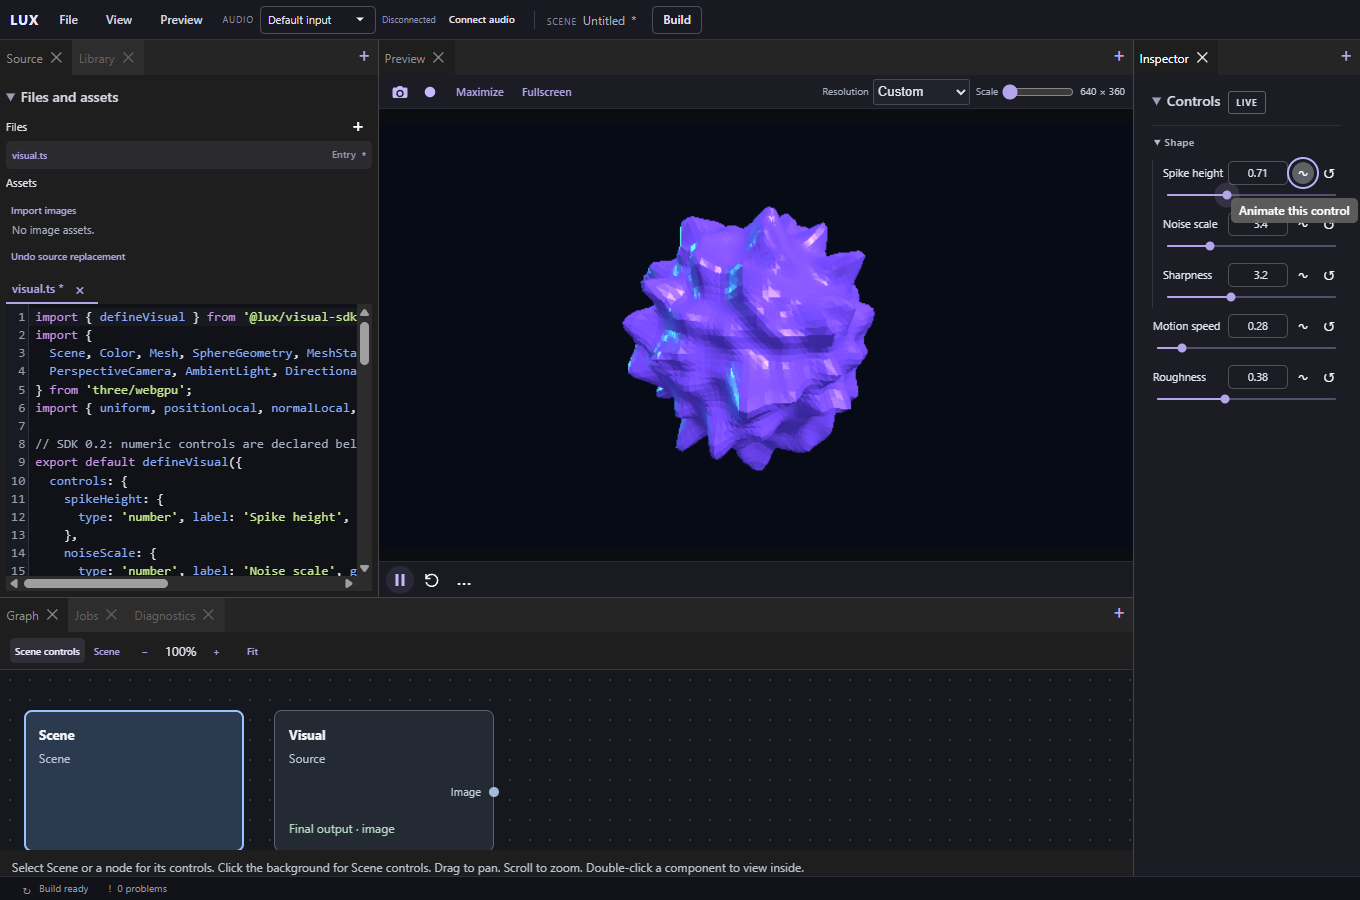 LUX File View Preview AUDIO Default input Disconnected Connect audio SCENE Untitled * Build
Source Library +
Files and assets
Files +
visual.ts Entry *
Assets
Import images
No image assets.
Undo source replacement
visual.ts *
1 import { defineVisual } from '@lux/visual-sdk
2 import {
3 Scene, Color, Mesh, SphereGeometry, MeshSta
4 PerspectiveCamera, AmbientLight, Directiona
5 } from 'three/webgpu';
6 import { uniform, positionLocal, normalLocal,
7
8 // SDK 0.2: numeric controls are declared bel
9 export default defineVisual({
10 controls: {
11 spikeHeight: {
12 type: 'number', label: 'Spike height',
13 },
14 noiseScale: {
15 type: 'number', label: 'Noise scale', g
Preview +
Maximize Fullscreen Resolution Custom Scale 640 × 360
...
Graph Jobs Diagnostics +
Scene controls Scene − 100% + Fit
Scene
Scene
Visual
Source
Image
Final output · image
Select Scene or a node for its controls. Click the background for Scene controls. Drag to pan. Scroll to zoom. Double-click a component to view inside.
Inspector +
Controls LIVE
Shape
Spike height 0.71 ~
Animate this control
Noise scale 3.4 ~
Sharpness 3.2 ~
Motion speed 0.28 ~
Roughness 0.38 ~
Build ready ! 0 problems